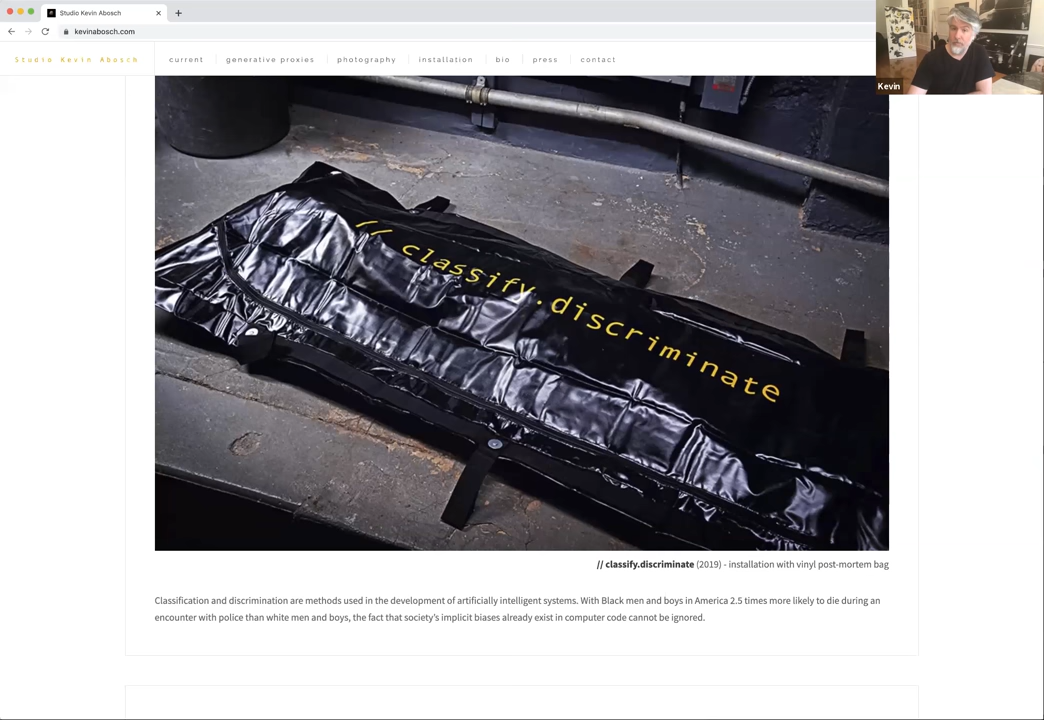 Studio Kevin Abosch
kevinabosch.com
Studio Kevin Abosch
current
generative proxies
photography
installation
bio
press
contact
Kevin
// classify.discriminate
// classify.discriminate (2019) - installation with vinyl post-mortem bag
Classification and discrimination are methods used in the development of artificially intelligent systems. With Black men and boys in America 2.5 times more likely to die during an
encounter with police than white men and boys, the fact that society's implicit biases already exist in computer code cannot be ignored.